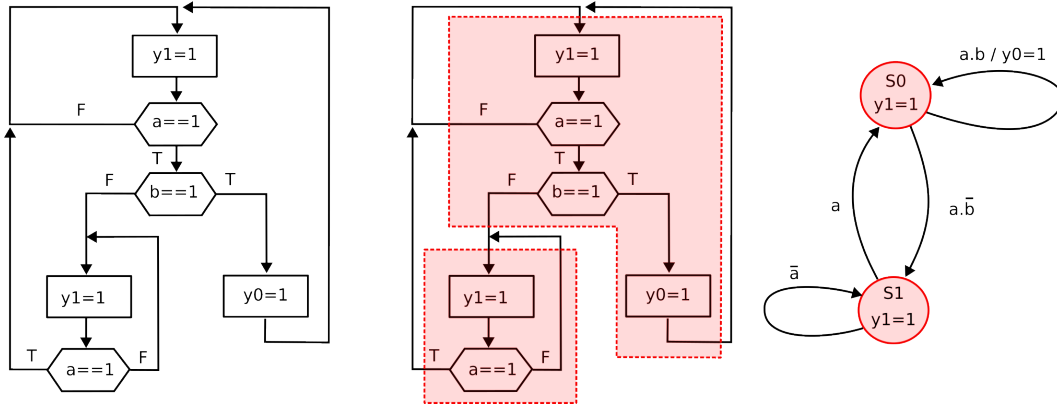 y1=1
F
a==1
T
F
b==1
T
y1=1
y0=1
T
a==1
F
y1=1
F
a==1
T
F
b==1
T
y1=1
y0=1
T
a==1
F
a.b / y0=1
S0
y1=1
a
a.b̅
a̅
S1
y1=1